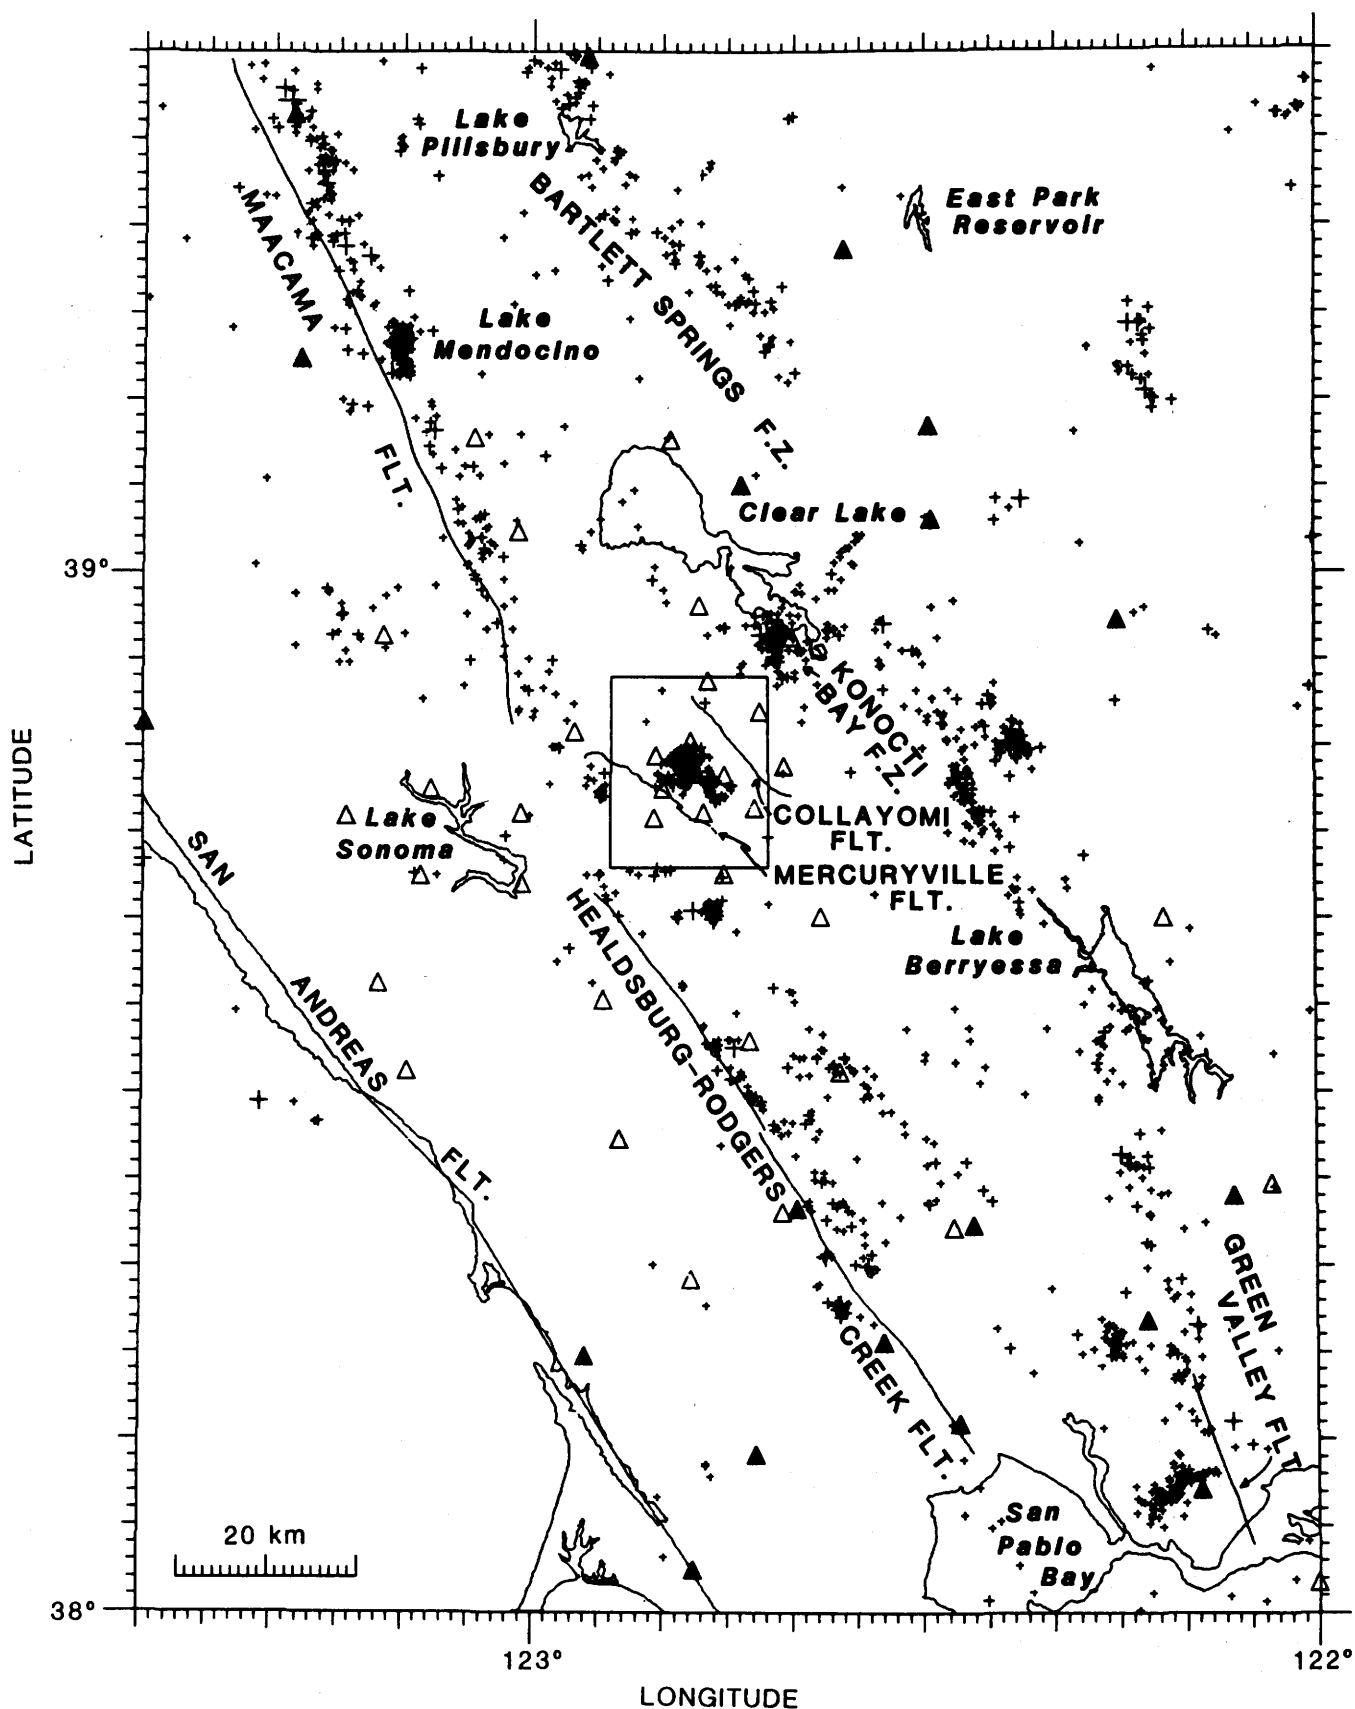 Lake
Pillsbury
East Park
Reservoir
BARTLETT SPRINGS F.Z.
MAACAMA FLT.
Lake
Mendocino
Clear Lake
39°
KONOCTI
BAY F.Z.
LATITUDE
COLLAYOMI
FLT.
MERCURYVILLE
FLT.
Lake
Sonoma
SAN ANDREAS FLT.
HEALDSBURG-RODGERS CREEK FLT.
Lake
Berryessa
GREEN
VALLEY FLT
San
Pablo
Bay
20 km
38°
123°
122°
LONGITUDE